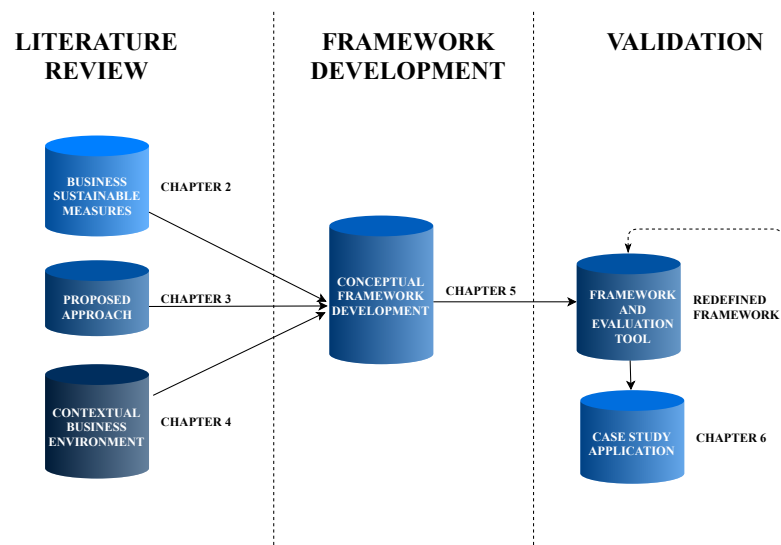 LITERATURE
REVIEW
FRAMEWORK
DEVELOPMENT
VALIDATION
BUSINESS
SUSTAINABLE
MEASURES
CHAPTER 2
PROPOSED
APPROACH
CHAPTER 3
CONTEXTUAL
BUSINESS
ENVIRONMENT
CHAPTER 4
CONCEPTUAL
FRAMEWORK
DEVELOPMENT
CHAPTER 5
FRAMEWORK
AND
EVALUATION
TOOL
REDEFINED
FRAMEWORK
CASE STUDY
APPLICATION
CHAPTER 6